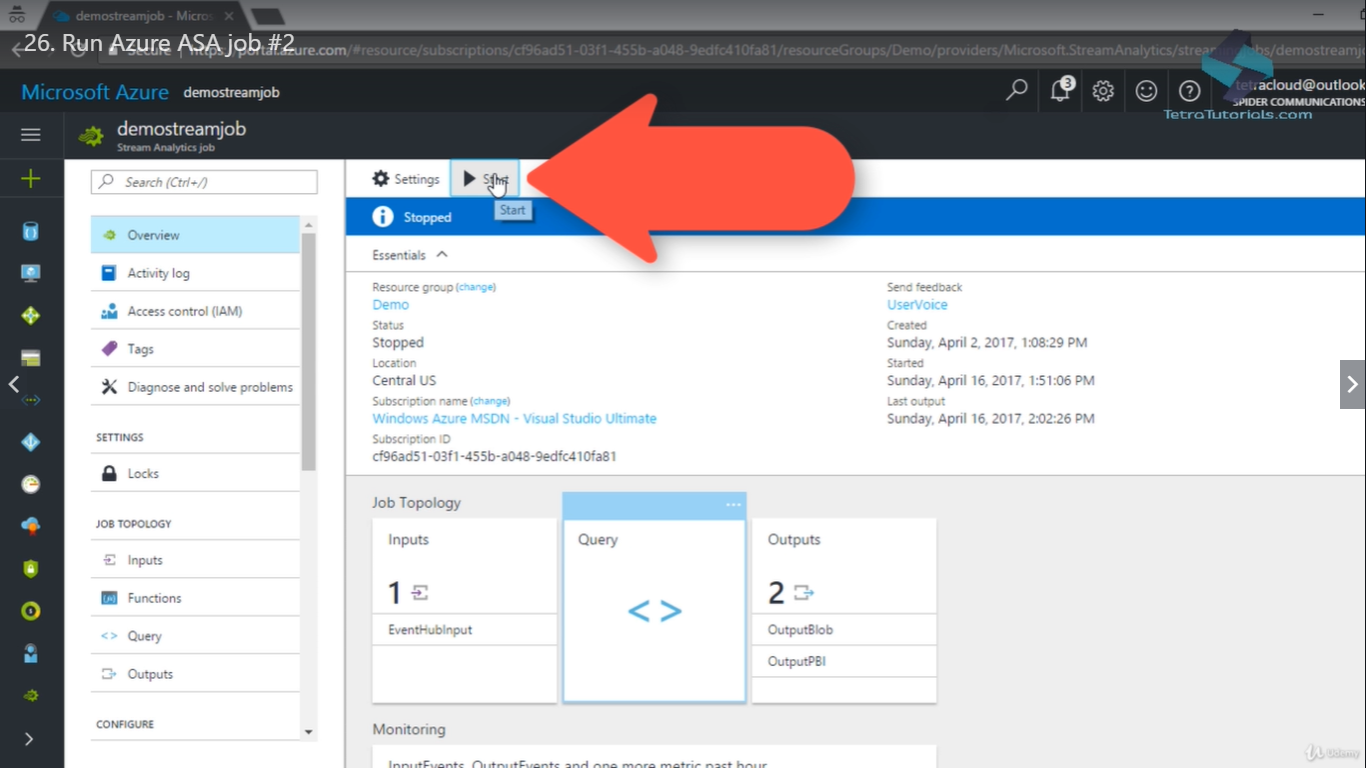 demostreamjob - Micros
26. Run Azure ASA job #2
Secure
https://portal.azure.com/#resource/subscriptions/cf96ad51-03f1-455b-a048-9edfc410fa81/resourceGroups/Demo/providers/Microsoft.StreamAnalytics/streamingjobs/demostreamjo
Microsoft Azure demostreamjob
3
tetracloud@outlook
SPIDER COMMUNICATIONS
TetraTutorials.com
demostreamjob
Stream Analytics job
Search (Ctrl+/)
Overview
Activity log
Access control (IAM)
Tags
Diagnose and solve problems
SETTINGS
Locks
JOB TOPOLOGY
Inputs
Functions
Query
Outputs
CONFIGURE
Settings
Start
Start
Stopped
Essentials
Resource group (change)
Demo
Status
Stopped
Location
Central US
Subscription name (change)
Windows Azure MSDN - Visual Studio Ultimate
Subscription ID
cf96ad51-03f1-455b-a048-9edfc410fa81
Send feedback
UserVoice
Created
Sunday, April 2, 2017, 1:08:29 PM
Started
Sunday, April 16, 2017, 1:51:06 PM
Last output
Sunday, April 16, 2017, 2:02:26 PM
Job Topology
Inputs
1
EventHubInput
Query
< >
Outputs
2
OutputBlob
OutputPBI
Monitoring
InputEvents, OutputEvents and one more metric past hour
Udemy